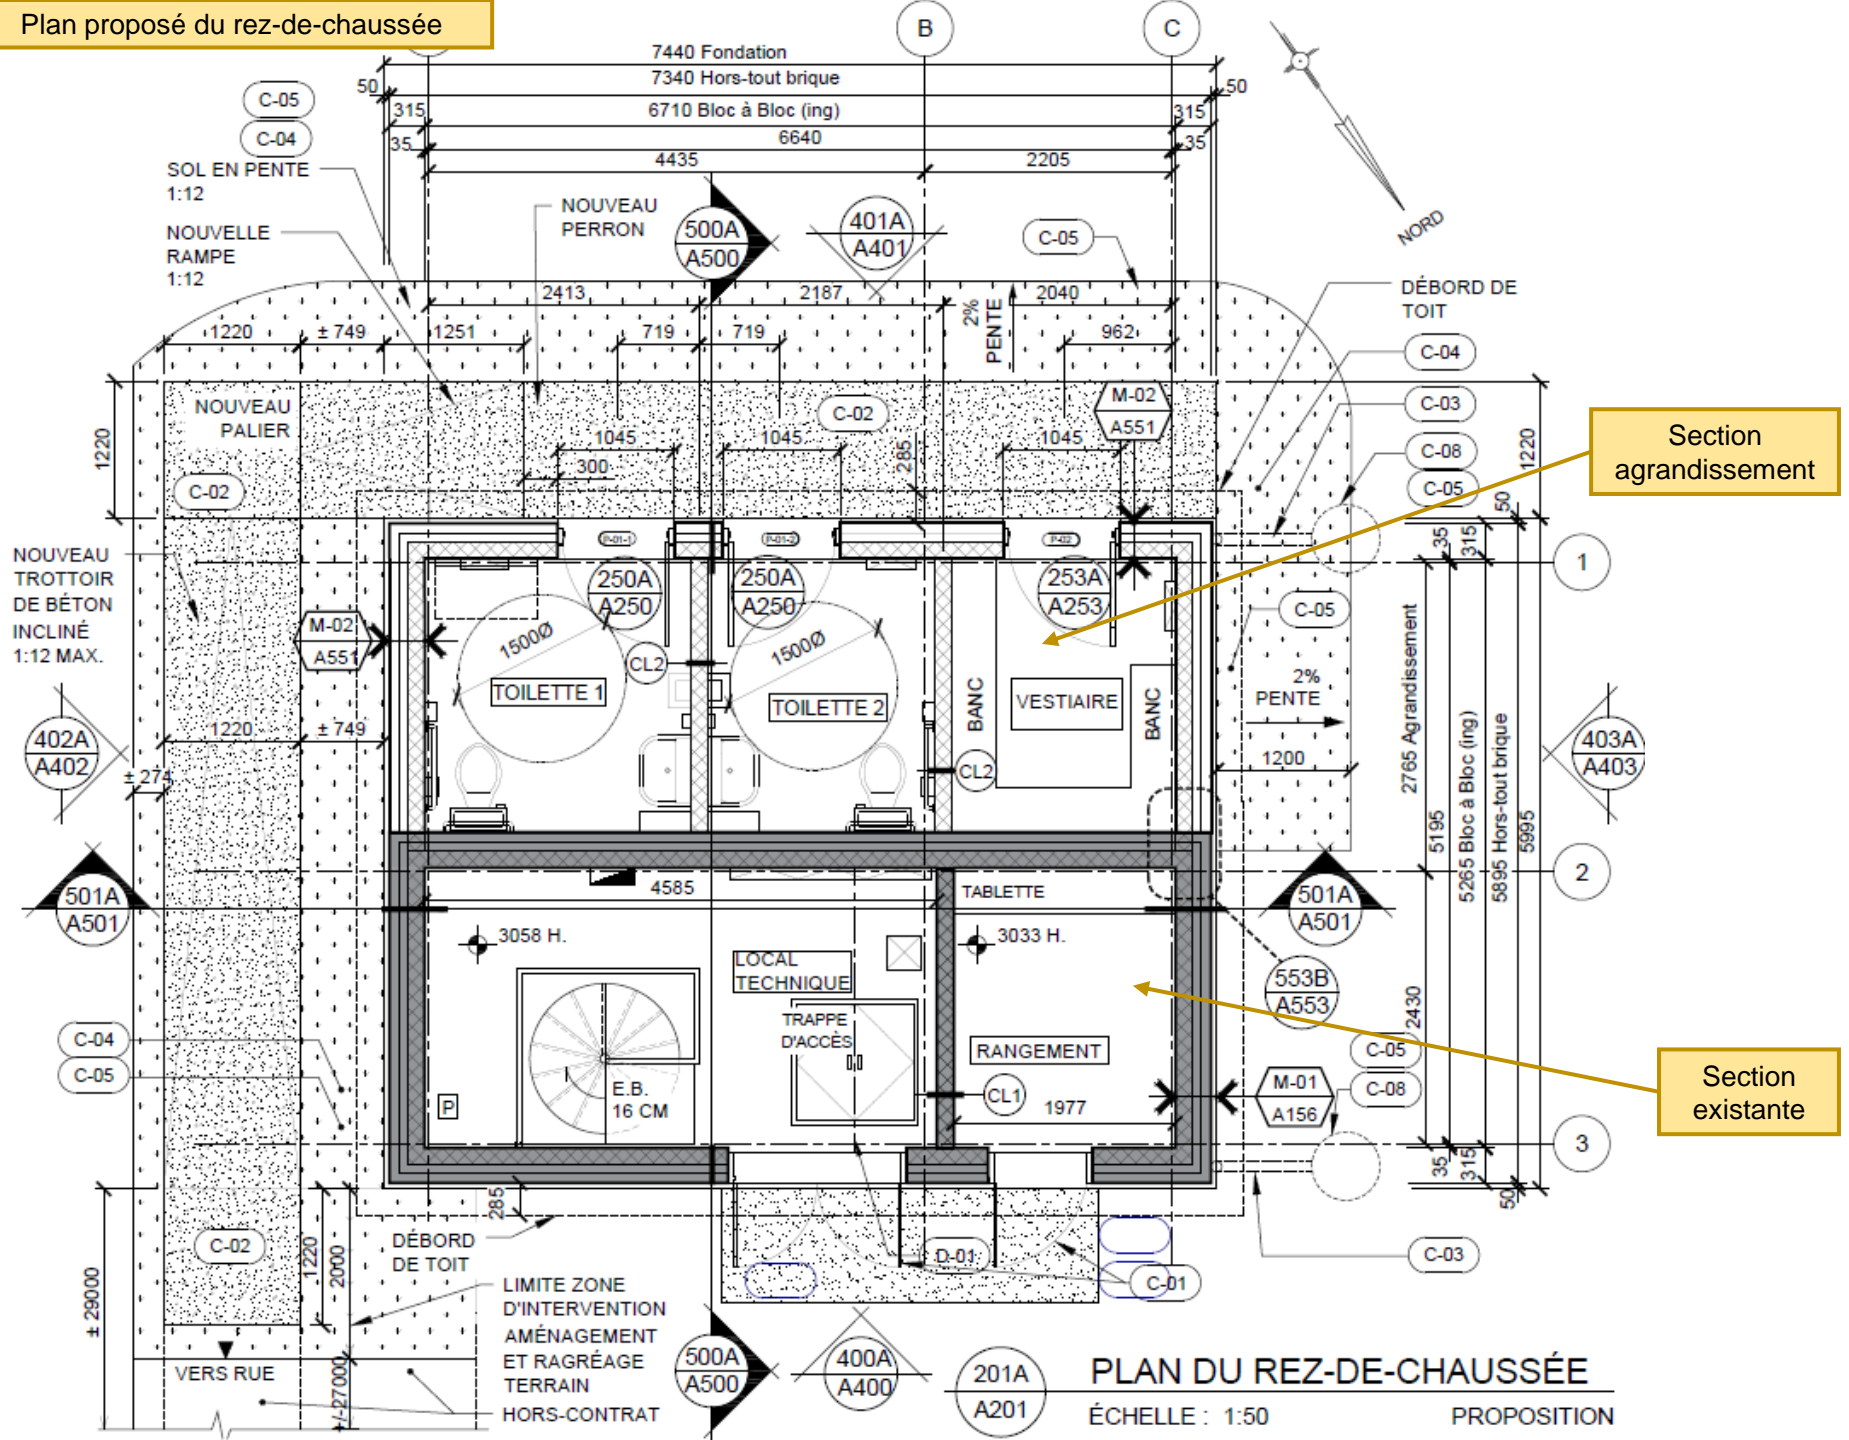 Plan proposé du rez-de-chaussée
B
C
7440 Fondation
7340 Hors-tout brique
50
50
315
6710 Bloc à Bloc (ing)
315
35
6640
35
4435
2205
C-05
C-04
SOL EN PENTE
1:12
NOUVELLE
RAMPE
1:12
NOUVEAU
PERRON
500A
A500
401A
A401
C-05
NORD
DÉBORD DE
TOIT
2413
2187
2%
PENTE
2040
1220
± 749
1251
719
719
962
C-04
C-03
C-08
C-05
NOUVEAU
PALIER
C-02
M-02
A551
1220
1045
1045
285
1045
300
C-02
1220
50
Section
agrandissement
P-01-1
P-01-2
P-02
35
315
1
NOUVEAU
TROTTOIR
DE BÉTON
INCLINÉ
1:12 MAX.
250A
A250
250A
A250
253A
A253
C-05
M-02
A551
1500Ø
CL2
1500Ø
TOILETTE 1
TOILETTE 2
BANC
VESTIAIRE
BANC
2%
PENTE
2765 Agrandissement
402A
A402
1220
± 749
± 274
CL2
1200
403A
A403
5195
5265 Bloc à Bloc (ing)
5895 Hors-tout brique
5995
2
501A
A501
4585
TABLETTE
501A
A501
3058 H.
3033 H.
LOCAL
TECHNIQUE
553B
A553
2430
TRAPPE
D'ACCÈS
C-04
C-05
RANGEMENT
C-05
C-08
E.B.
16 CM
P
CL1
1977
M-01
A156
Section
existante
3
35
315
50
285
C-02
1220
2000
DÉBORD
DE TOIT
D-01
C-01
C-03
± 29000
LIMITE ZONE
D'INTERVENTION
AMÉNAGEMENT
ET RAGRÉAGE
TERRAIN
HORS-CONTRAT
VERS RUE
+/-27000
500A
A500
400A
A400
201A
A201
PLAN DU REZ-DE-CHAUSSÉE
ÉCHELLE : 1:50
PROPOSITION